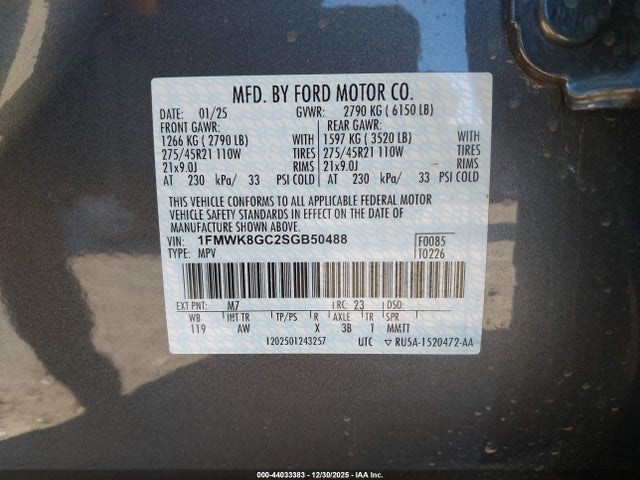 MFD. BY FORD MOTOR CO.
DATE: 01/25 GVWR: 2790 KG ( 6150 LB)
FRONT GAWR: REAR GAWR:
1266 KG ( 2790 LB) WITH 1597 KG ( 3520 LB) WITH
275/45R21 110W TIRES 275/45R21 110W TIRES
21x9.0J RIMS 21x9.0J RIMS
AT 230 kPa/ 33 PSI COLD AT 230 kPa/ 33 PSI COLD
THIS VEHICLE CONFORMS TO ALL APPLICABLE FEDERAL MOTOR
VEHICLE SAFETY STANDARDS IN EFFECT ON THE DATE OF
MANUFACTURE SHOWN ABOVE.
VIN: 1FMWK8GC2SGB50488 F0085
TYPE: MPV T0226
EXT PNT: M7 RC: 23 DSO:
WB INT TR TP/PS R AXLE TR SPR
119 AW X 3B T MMTT
1202501243257 UTC ▽ RU5A-1520472-AA
000-44033383 - 12/30/2025 - IAA Inc.